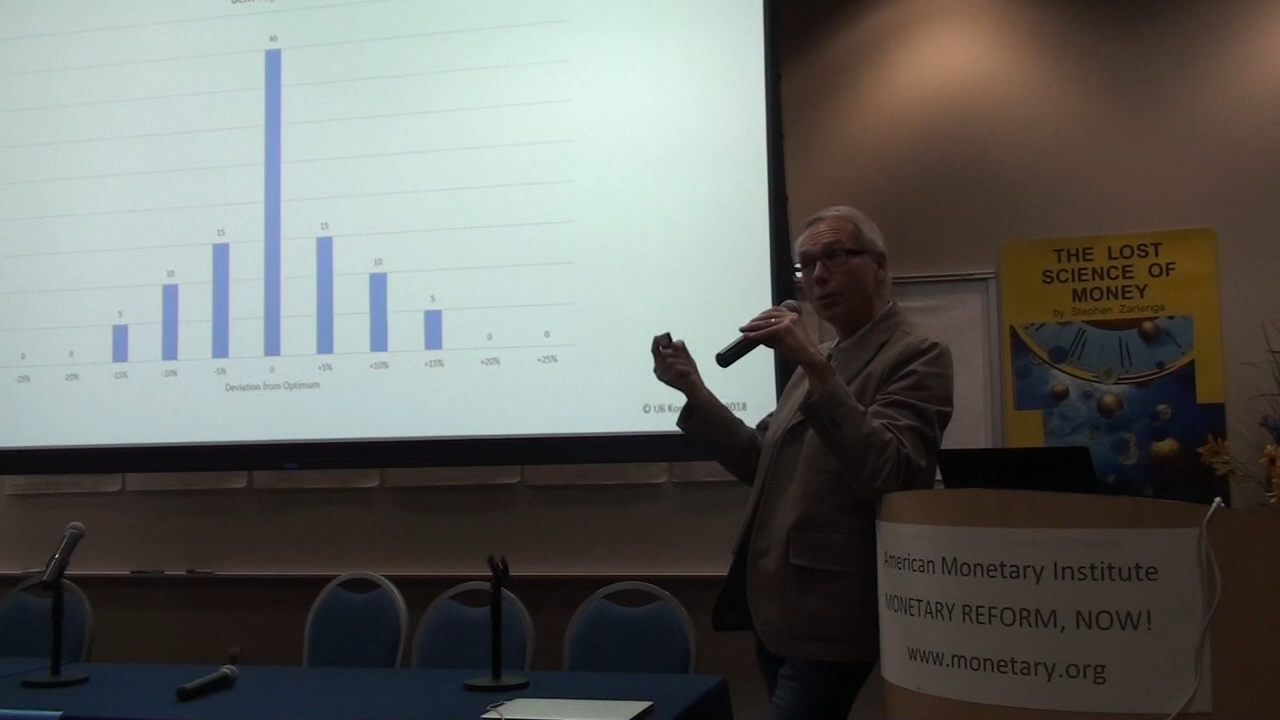 40
15
15
10
10
5
5
0
0
0
0
-25%
-20%
-15%
-10%
-5%
0
+5%
+10%
+15%
+20%
+25%
Deviation from Optimum
© Uli
2018
THE LOST
SCIENCE OF
MONEY
by Stephen Zarlenga
American Monetary Institute
MONETARY REFORM, NOW!
www.monetary.org